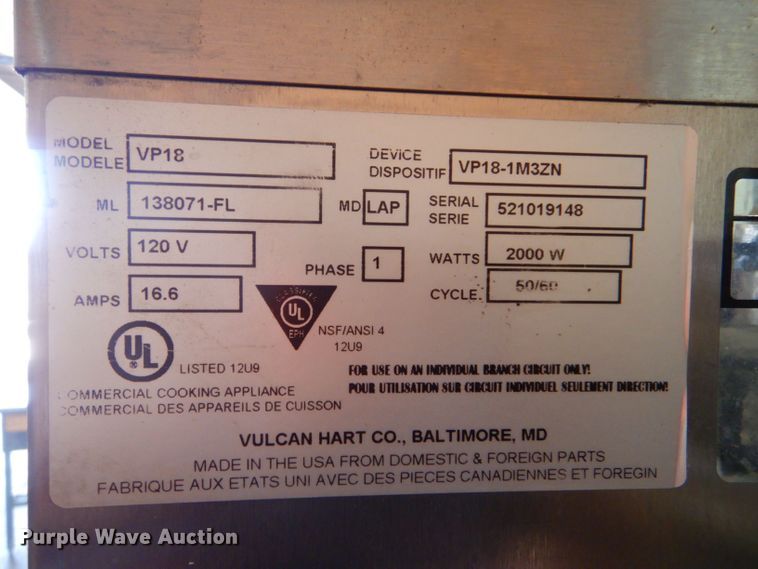 MODEL MODELE VP18 DEVICE DISPOSITIF VP18-1M3ZN
ML 138071-FL MD LAP SERIAL SERIE 521019148
VOLTS 120 V PHASE 1 WATTS 2000 W
AMPS 16.6 CYCLE. 50/60
CLASSIFIED
UL
EPH
NSF/ANSI 4
12U9
UL
®
LISTED 12U9
FOR USE ON AN INDIVIDUAL BRANCH CIRCUIT ONLY!
POUR UTILISATION SUR CIRCUIT INDIVIDUEL SEULEMENT DIRECTION!
COMMERCIAL COOKING APPLIANCE
COMMERCIAL DES APPAREILS DE CUISSON
VULCAN HART CO., BALTIMORE, MD
MADE IN THE USA FROM DOMESTIC & FOREIGN PARTS
FABRIQUE AUX ETATS UNI AVEC DES PIECES CANADIENNES ET FOREGIN
Purple Wave Auction